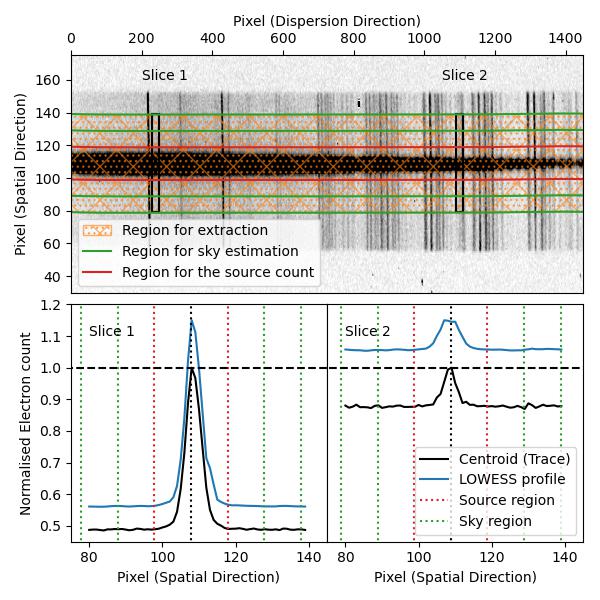 Pixel (Dispersion Direction)
0 200 400 600 800 1000 1200 1400
Pixel (Spatial Direction)
160
140
120
100
80
60
40
Slice 1
Slice 2
Region for extraction
Region for sky estimation
Region for the source count
Normalised Electron count
1.2
1.1
1.0
0.9
0.8
0.7
0.6
0.5
Slice 1
Slice 2
Centroid (Trace)
LOWESS profile
Source region
Sky region
80 100 120 140
80 100 120 140
Pixel (Spatial Direction)
Pixel (Spatial Direction)